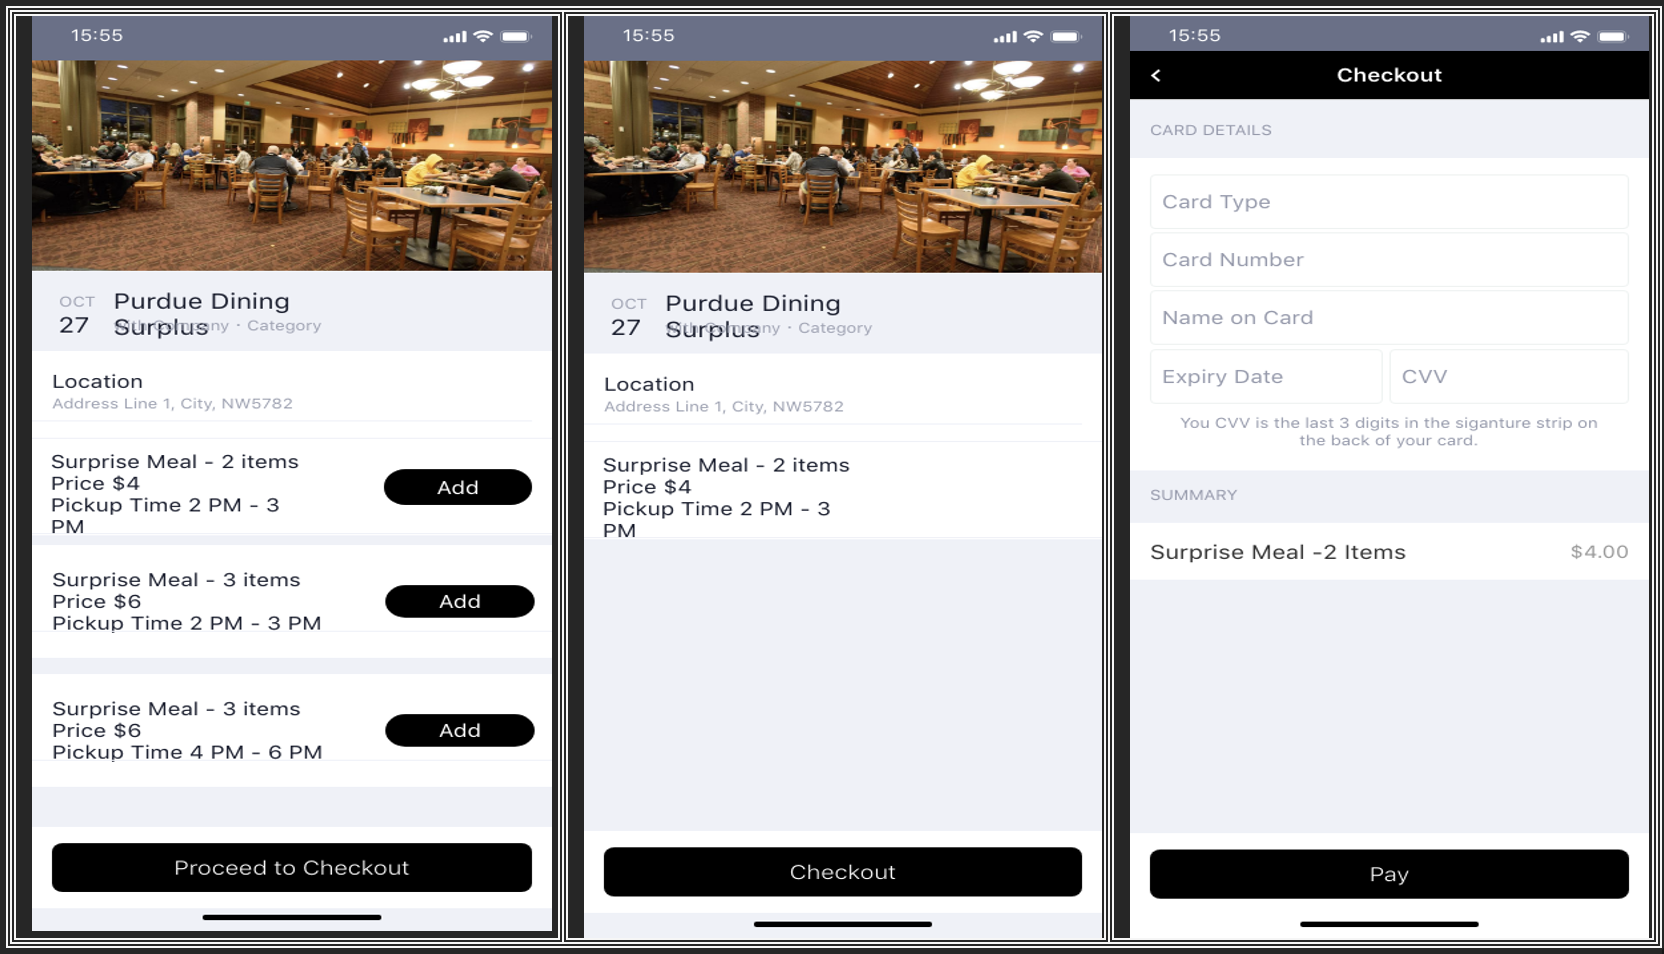 15:55
OCT
27
Purdue Dining
Surplus
with Company · Category
Location
Address Line 1, City, NW5782
Surprise Meal - 2 items
Price $4
Pickup Time 2 PM - 3
PM
Add
Surprise Meal - 3 items
Price $6
Pickup Time 2 PM - 3 PM
Add
Surprise Meal - 3 items
Price $6
Pickup Time 4 PM - 6 PM
Add
Proceed to Checkout
15:55
OCT
27
Purdue Dining
Surplus
with Company · Category
Location
Address Line 1, City, NW5782
Surprise Meal - 2 items
Price $4
Pickup Time 2 PM - 3
PM
Checkout
15:55
Checkout
CARD DETAILS
Card Type
Card Number
Name on Card
Expiry Date
CVV
You CVV is the last 3 digits in the siganture strip on
the back of your card.
SUMMARY
Surprise Meal -2 Items
$4.00
Pay